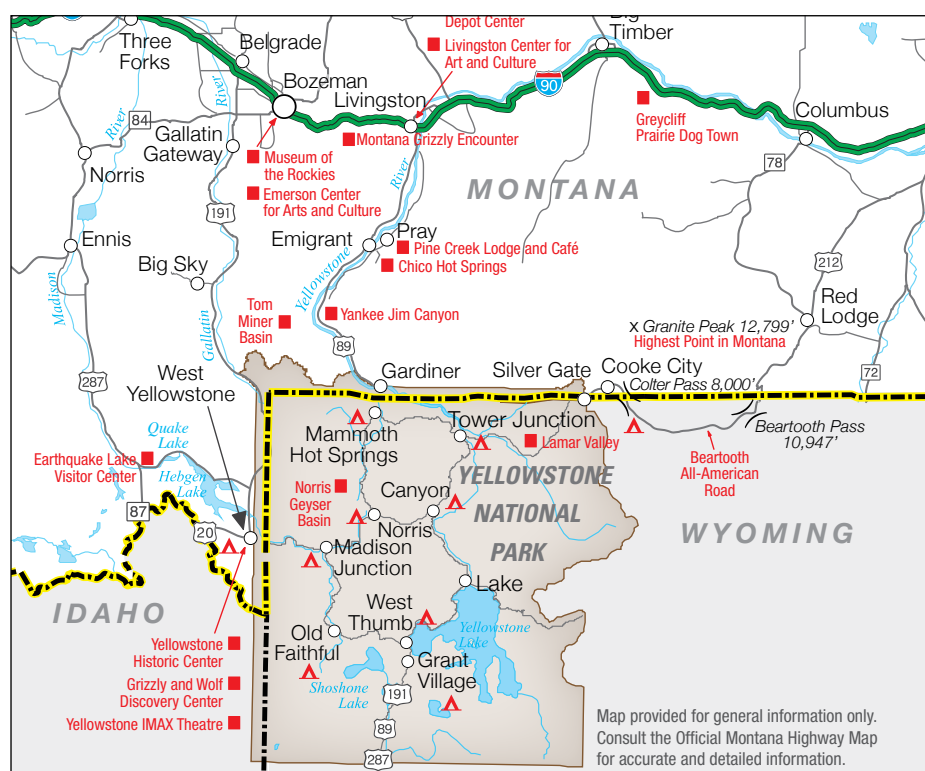 Depot Center
Big
Timber
Livingston Center for
Art and Culture
Three
Forks
Belgrade
Bozeman
Livingston
90
Columbus
Greycliff
Prairie Dog Town
River
River
84
Gallatin
Gateway
Montana Grizzly Encounter
Museum of
the Rockies
78
Norris
River
MONTANA
Emerson Center
for Arts and Culture
191
Ennis
Emigrant
Pray
Pine Creek Lodge and Café
Chico Hot Springs
212
Big Sky
Yellowstone
Madison
Gallatin
Tom
Miner
Basin
Yankee Jim Canyon
Red
Lodge
x Granite Peak 12,799’
Highest Point in Montana
89
West
Yellowstone
Gardiner
Silver Gate
Cooke City
Colter Pass 8,000’
72
287
Mammoth
Hot Springs
Tower Junction
Lamar Valley
Beartooth Pass
10,947’
Quake
Lake
Earthquake Lake
Visitor Center
Hebgen
Lake
Beartooth
All-American
Road
Norris
Geyser
Basin
Canyon
YELLOWSTONE
NATIONAL
PARK
87
20
Norris
WYOMING
Madison
Junction
IDAHO
Lake
West
Thumb
Yellowstone
Lake
Old
Faithful
Yellowstone
Historic Center
Grant
Village
Shoshone
Lake
Grizzly and Wolf
Discovery Center
191
Yellowstone IMAX Theatre
89
287
Map provided for general information only.
Consult the Official Montana Highway Map
for accurate and detailed information.